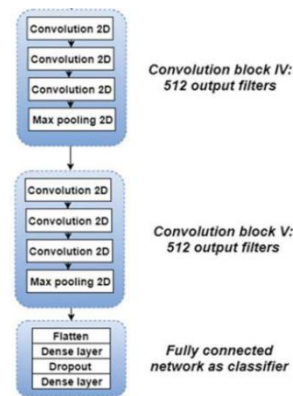 Convolution 2D
Convolution 2D
Convolution 2D
Max pooling 2D
Convolution block IV:
512 output filters
Convolution 2D
Convolution 2D
Convolution 2D
Max pooling 2D
Convolution block V:
512 output filters
Flatten
Dense layer
Dropout
Dense layer
Fully connected
network as classifier